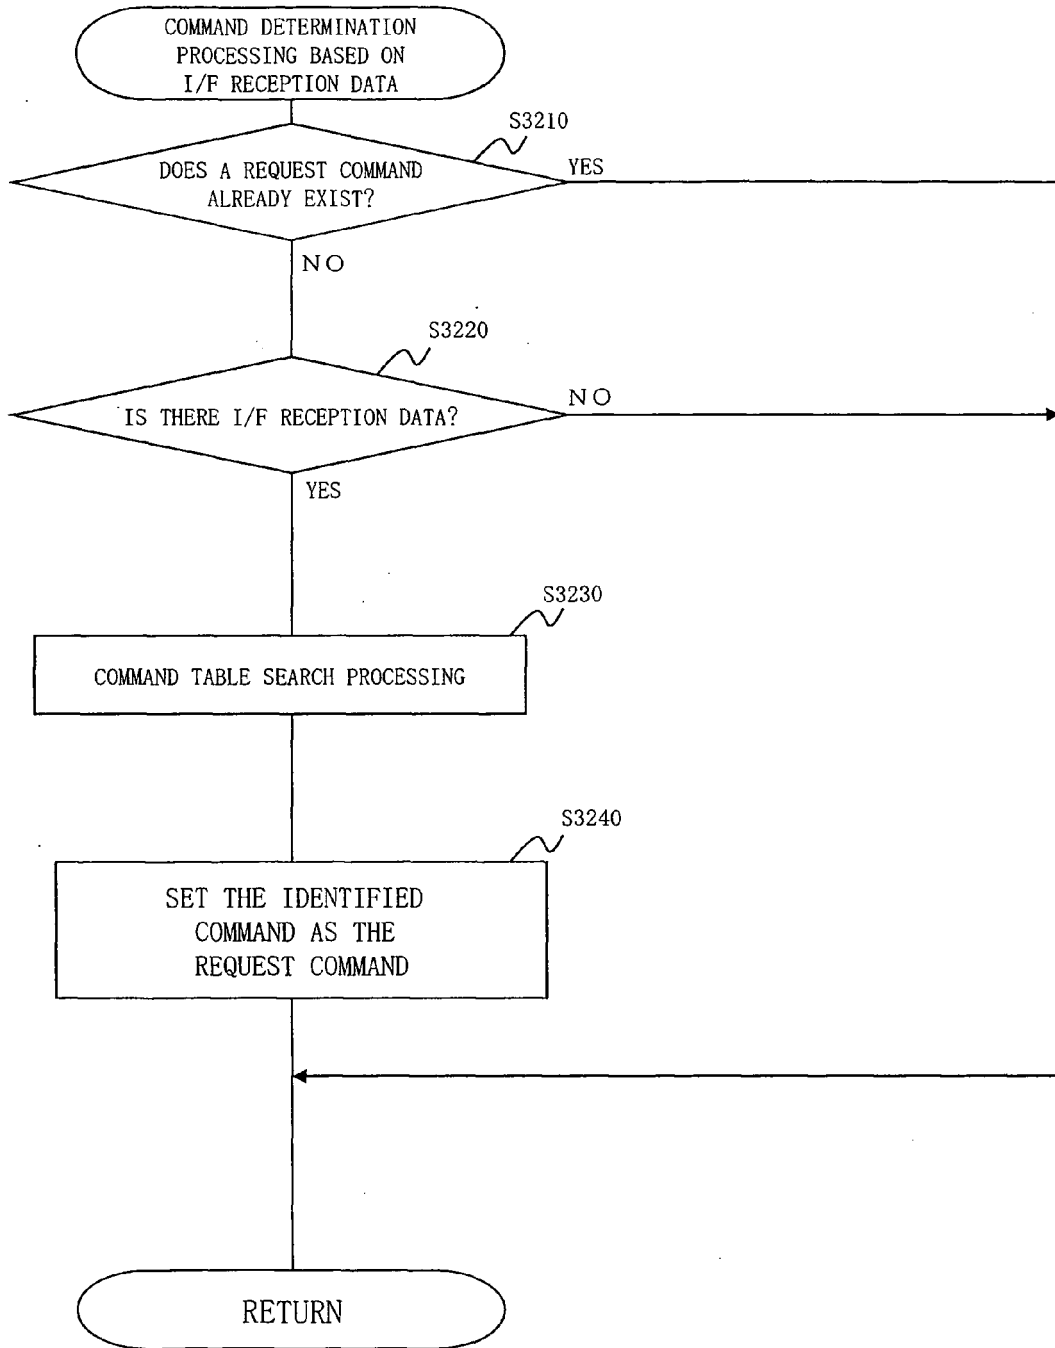 COMMAND DETERMINATION
PROCESSING BASED ON
I/F RECEPTION DATA
S3210
DOES A REQUEST COMMAND
ALREADY EXIST?
YES
NO
S3220
IS THERE I/F RECEPTION DATA?
NO
YES
S3230
COMMAND TABLE SEARCH PROCESSING
S3240
SET THE IDENTIFIED
COMMAND AS THE
REQUEST COMMAND
RETURN